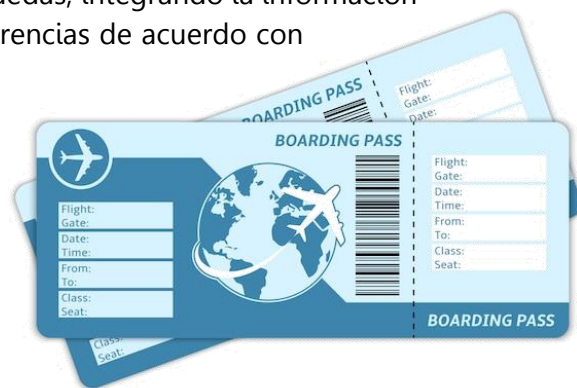 uedas, integrando la información
rencias de acuerdo con
BOARDING PASS
Flight:
Gate:
Date:
BOARDING PASS
Flight:
Gate:
Date:
Time:
From:
To:
Class:
Seat:
Flight:
Gate:
Date:
Time:
From:
To:
Class:
Seat:
BOARDING PASS
Class:
Seat: